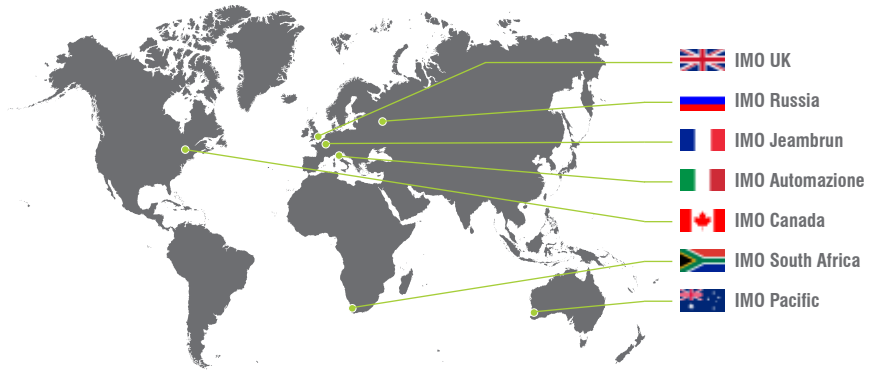 IMO UK
IMO Russia
IMO Jeambrun
IMO Automazione
IMO Canada
IMO South Africa
IMO Pacific